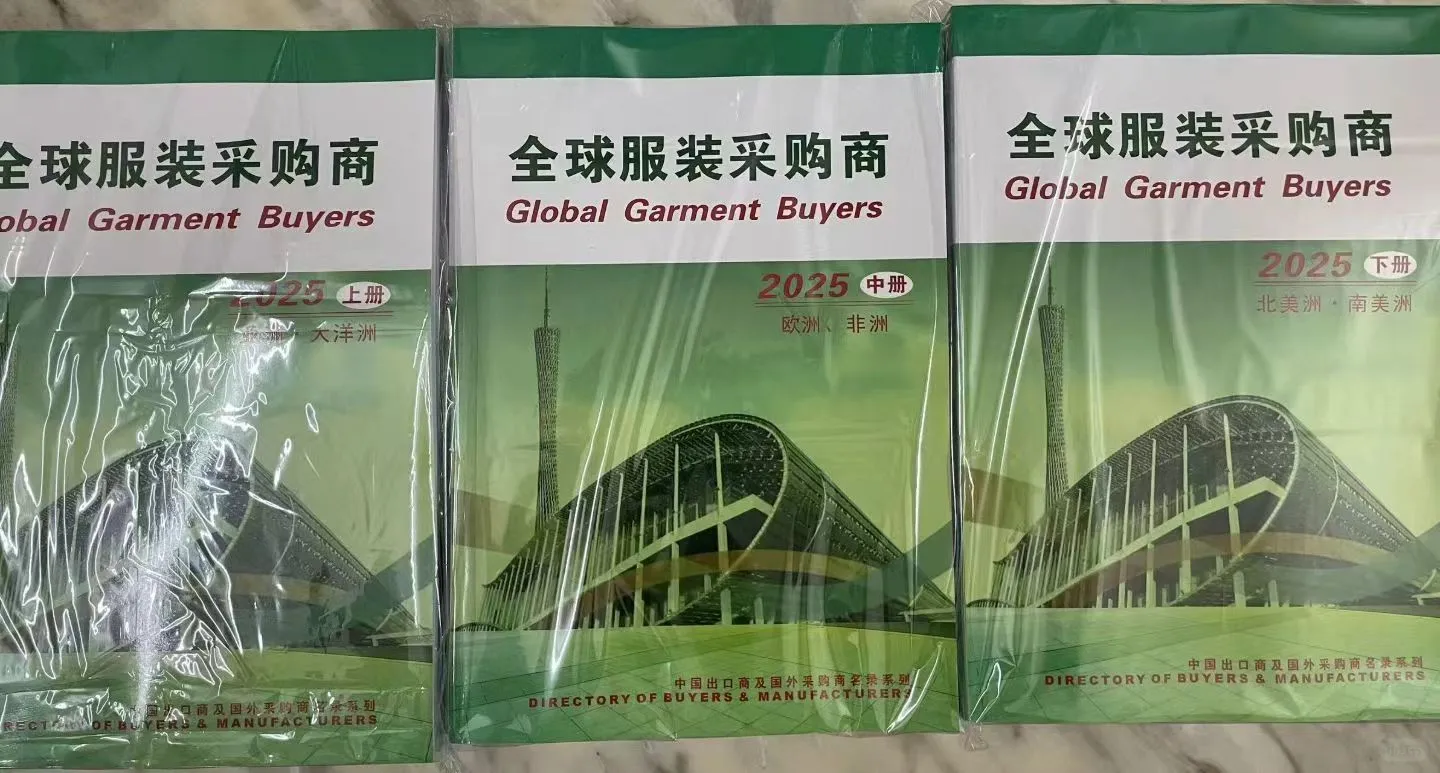 全球服装采购商
obal Garment Buyers
2025 上册
大洋洲
中国出口商及国外采购商名录系列
RECTORY OF BUYERS & MANUFACTURERS
全球服装采购商
Global Garment Buyers
2025 中册
欧洲、非洲
中国出口商及国外采购商名录系列
DIRECTORY OF BUYERS & MANUFACTURERS
全球服装采购商
Global Garment Buyers
2025 下册
北美洲·南美洲
中国出口商及国外采购商名录系列
DIRECTORY OF BUYERS & MANUFACTURERS